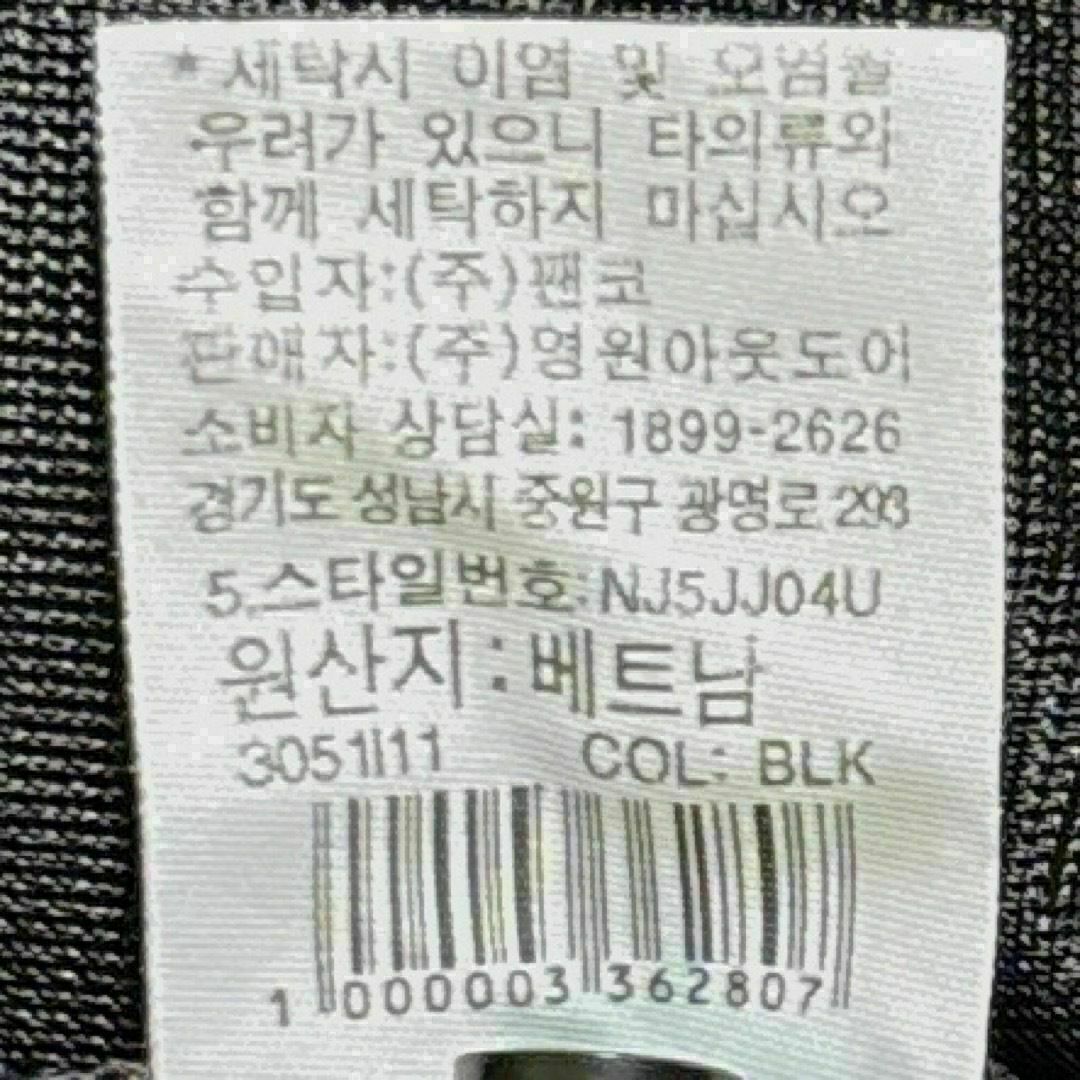 * 세탁시 이염 및 오염될
우려가 있으니 타의류와
함께 세탁하지 마십시오
수입자:(주)팬코
판매자:(주)영원아웃도어
소비자 상담실: 1899-2626
경기도 성남시 중원구 광명로 293
5.스타일번호:NJ5JJ04U
원산지:베트남
COL: BLK
1 000003 362807